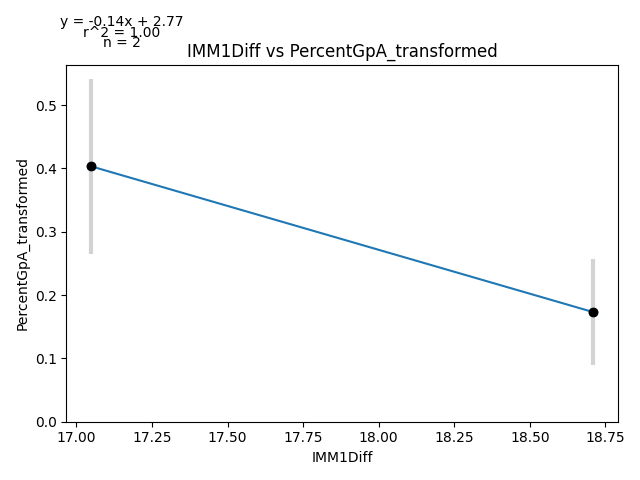 y = -0.14x + 2.77
r^2 = 1.00
n = 2
IMM1Diff vs PercentGpA_transformed
PercentGpA_transformed
0.5
0.4
0.3
0.2
0.1
0.0
17.00 17.25 17.50 17.75 18.00 18.25 18.50 18.75
IMM1Diff